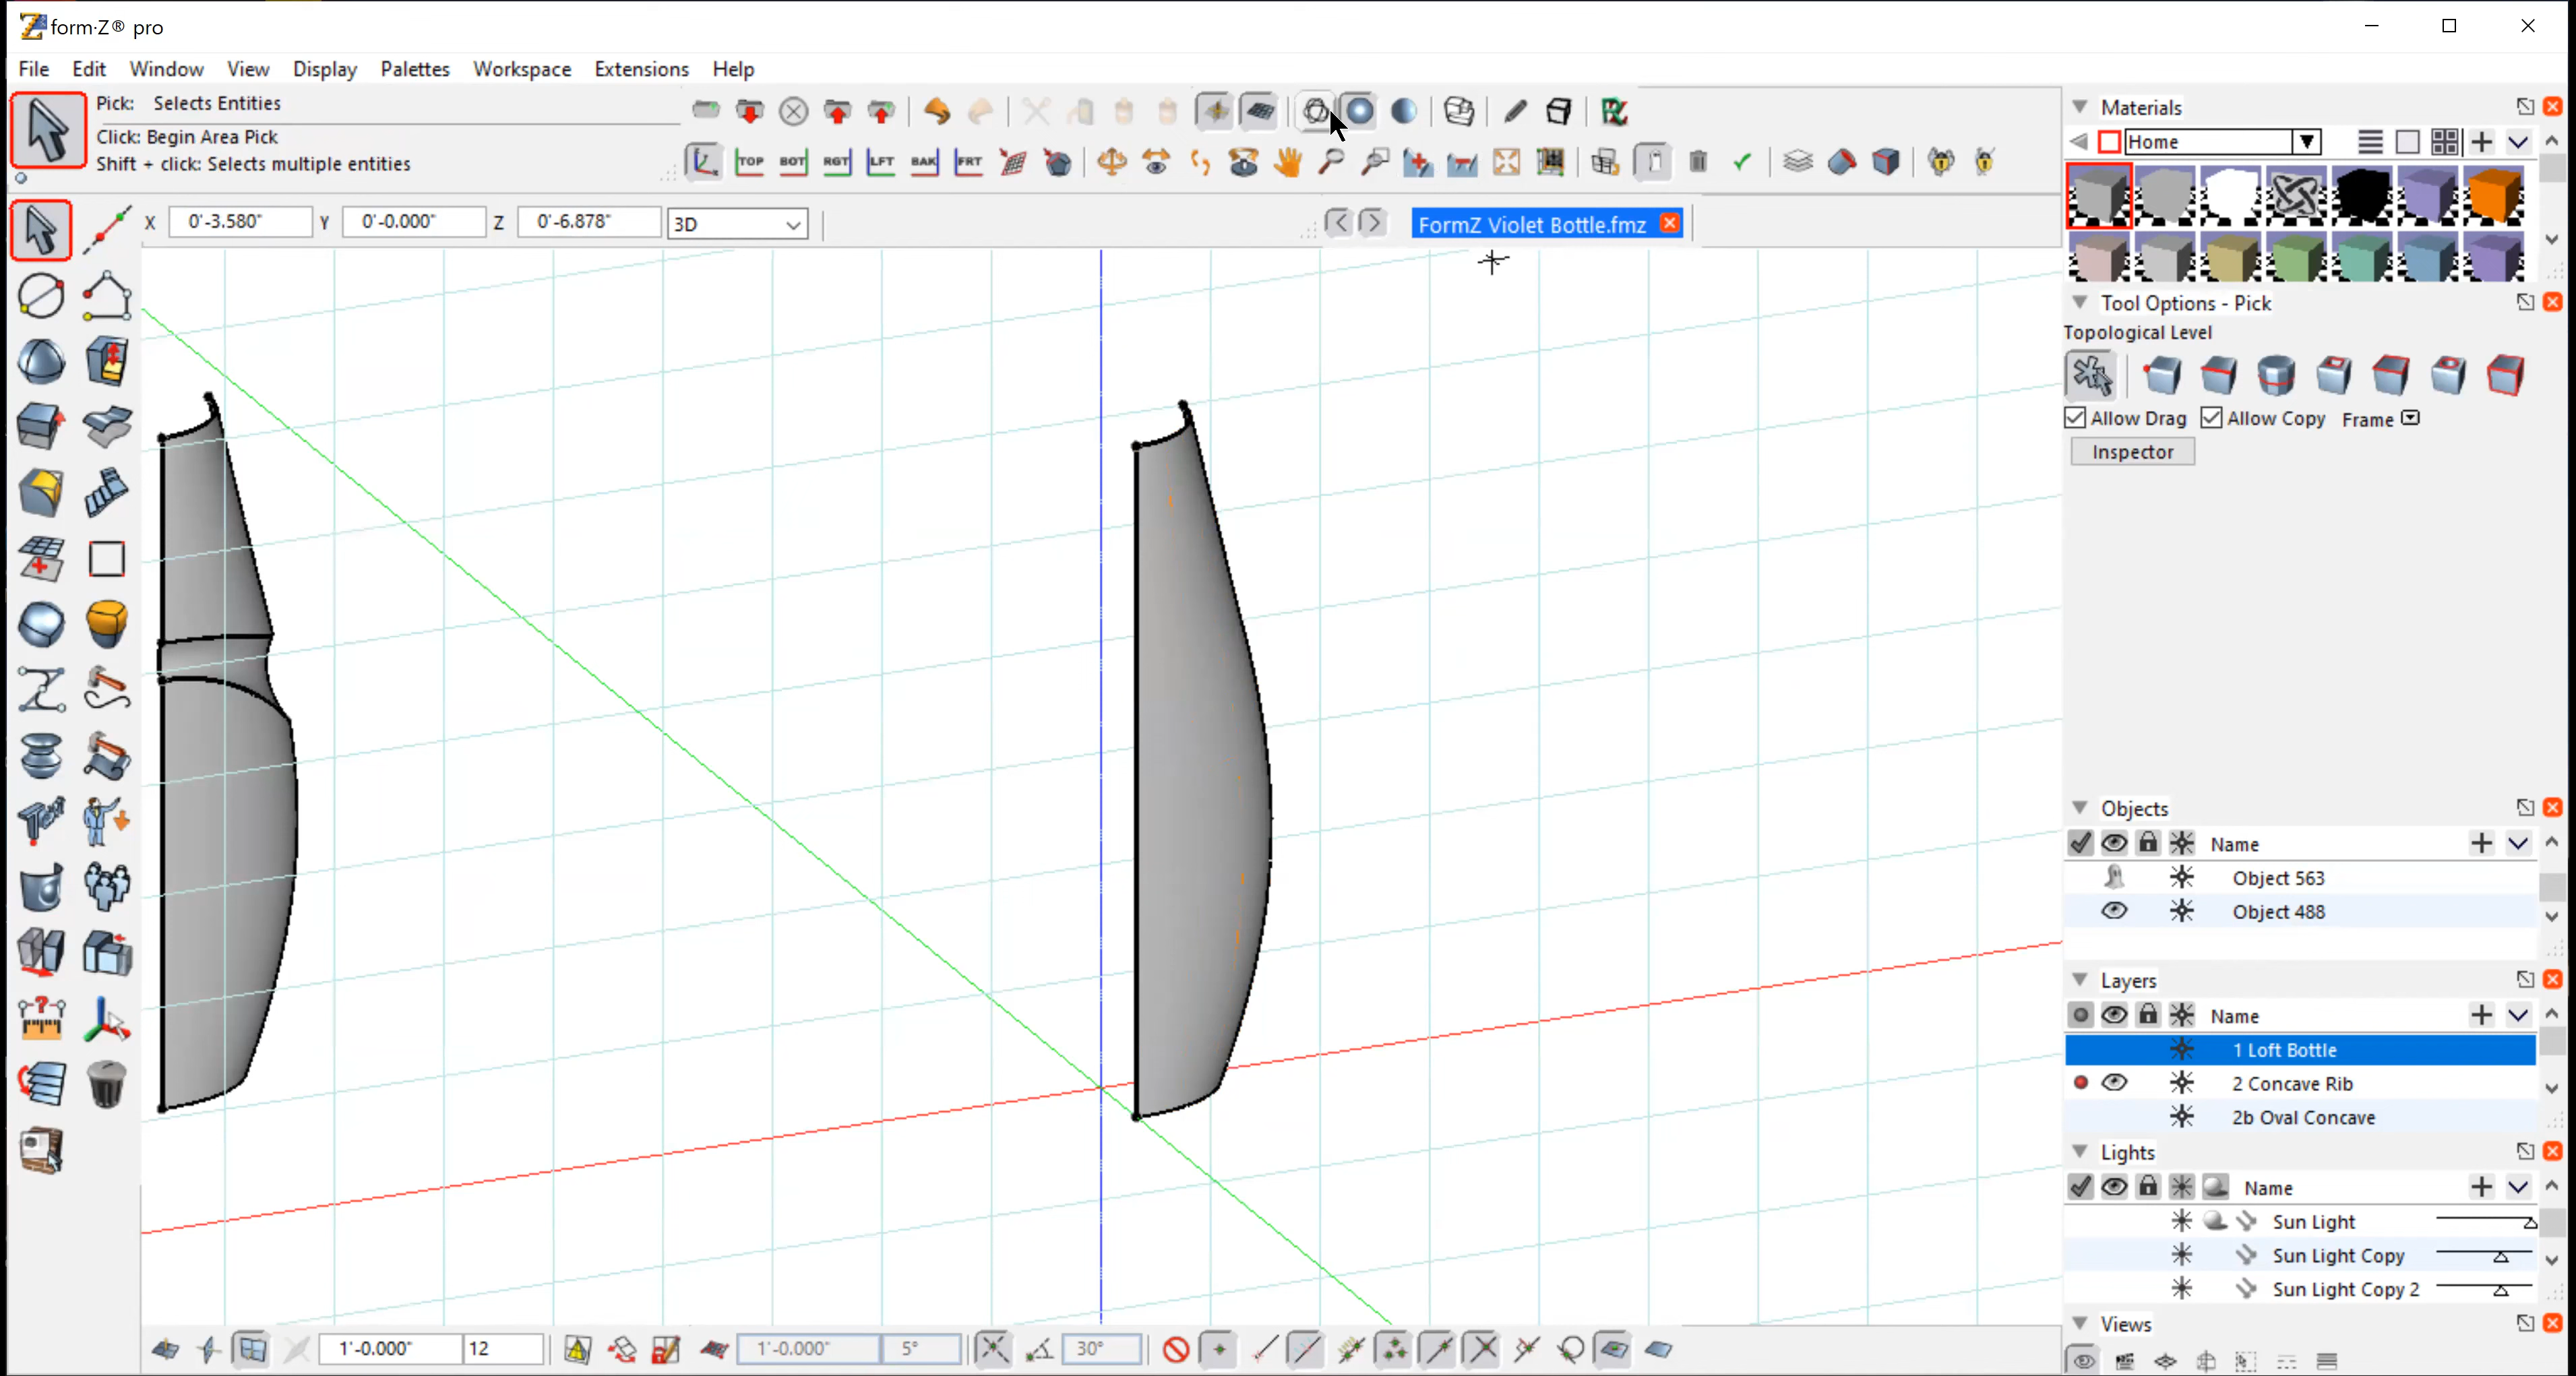 form·Z® pro
File Edit Window View Display Palettes Workspace Extensions Help
Pick: Selects Entities
Click: Begin Area Pick
Shift + click: Selects multiple entities
TOP BOT RGT LFT BAK FRT
X 0'-3.580" Y 0'-0.000" Z 0'-6.878" 3D
FormZ Violet Bottle.fmz
Materials
Home
Tool Options - Pick
Topological Level
Allow Drag Allow Copy Frame
Inspector
Objects
Name
Object 563
Object 488
Layers
Name
1 Loft Bottle
2 Concave Rib
2b Oval Concave
Lights
Name
Sun Light
Sun Light Copy
Sun Light Copy 2
Views
1'-0.000" 12 1'-0.000" 5° 30°